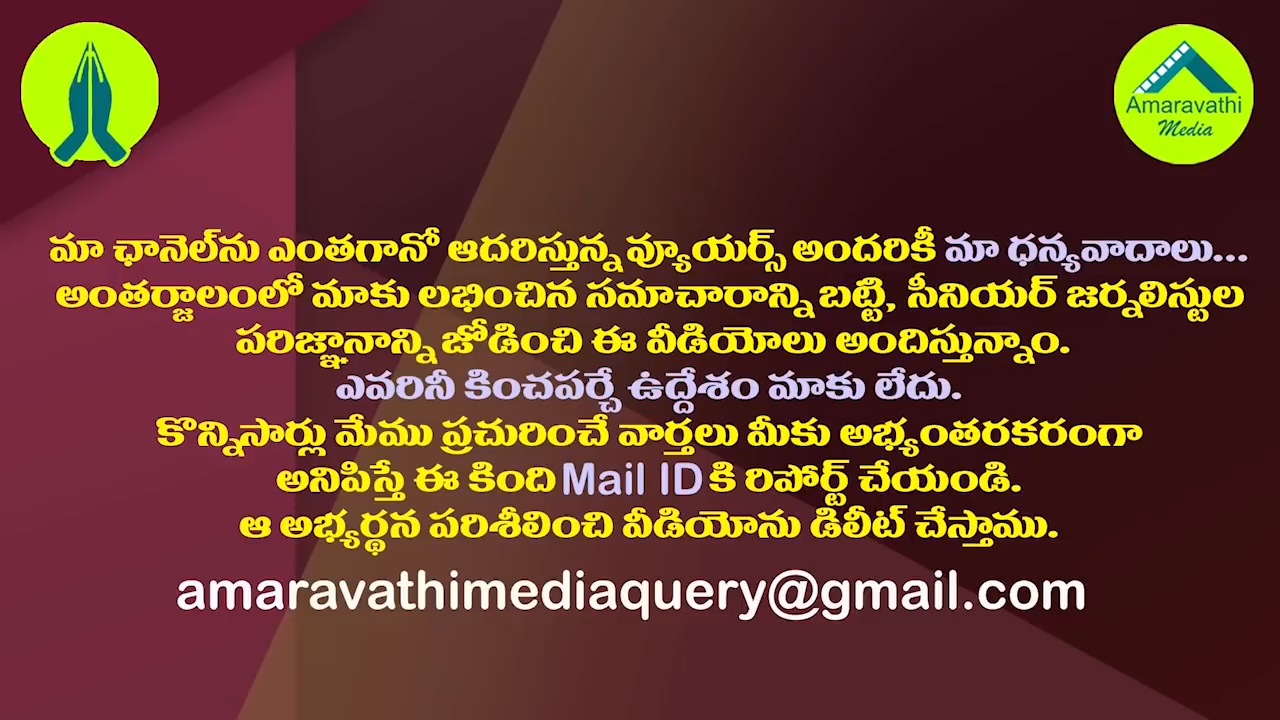 Amaravathi
Media
మా ఛానెల్‌ను ఎంతగానో ఆదరిస్తున్న వ్యూయర్స్ అందరికీ మా ధన్యవాదాలు...
అంతర్జాలంలో మాకు లభించిన సమాచారాన్ని బట్టి, సీనియర్ జర్నలిస్టుల
పరిజ్ఞానాన్ని జోడించి ఈ వీడియోలు అందిస్తున్నాం.
ఎవరినీ కించపర్చే ఉద్దేశం మాకు లేదు.
కొన్నిసార్లు మేము ప్రచురించే వార్తలు మీకు అభ్యంతరకరంగా
అనిపిస్తే ఈ కింది Mail ID కి రిపోర్ట్ చేయండి.
ఆ అభ్యర్థన పరిశీలించి వీడియోను డిలీట్ చేస్తాము.
amaravathimediaquery@gmail.com